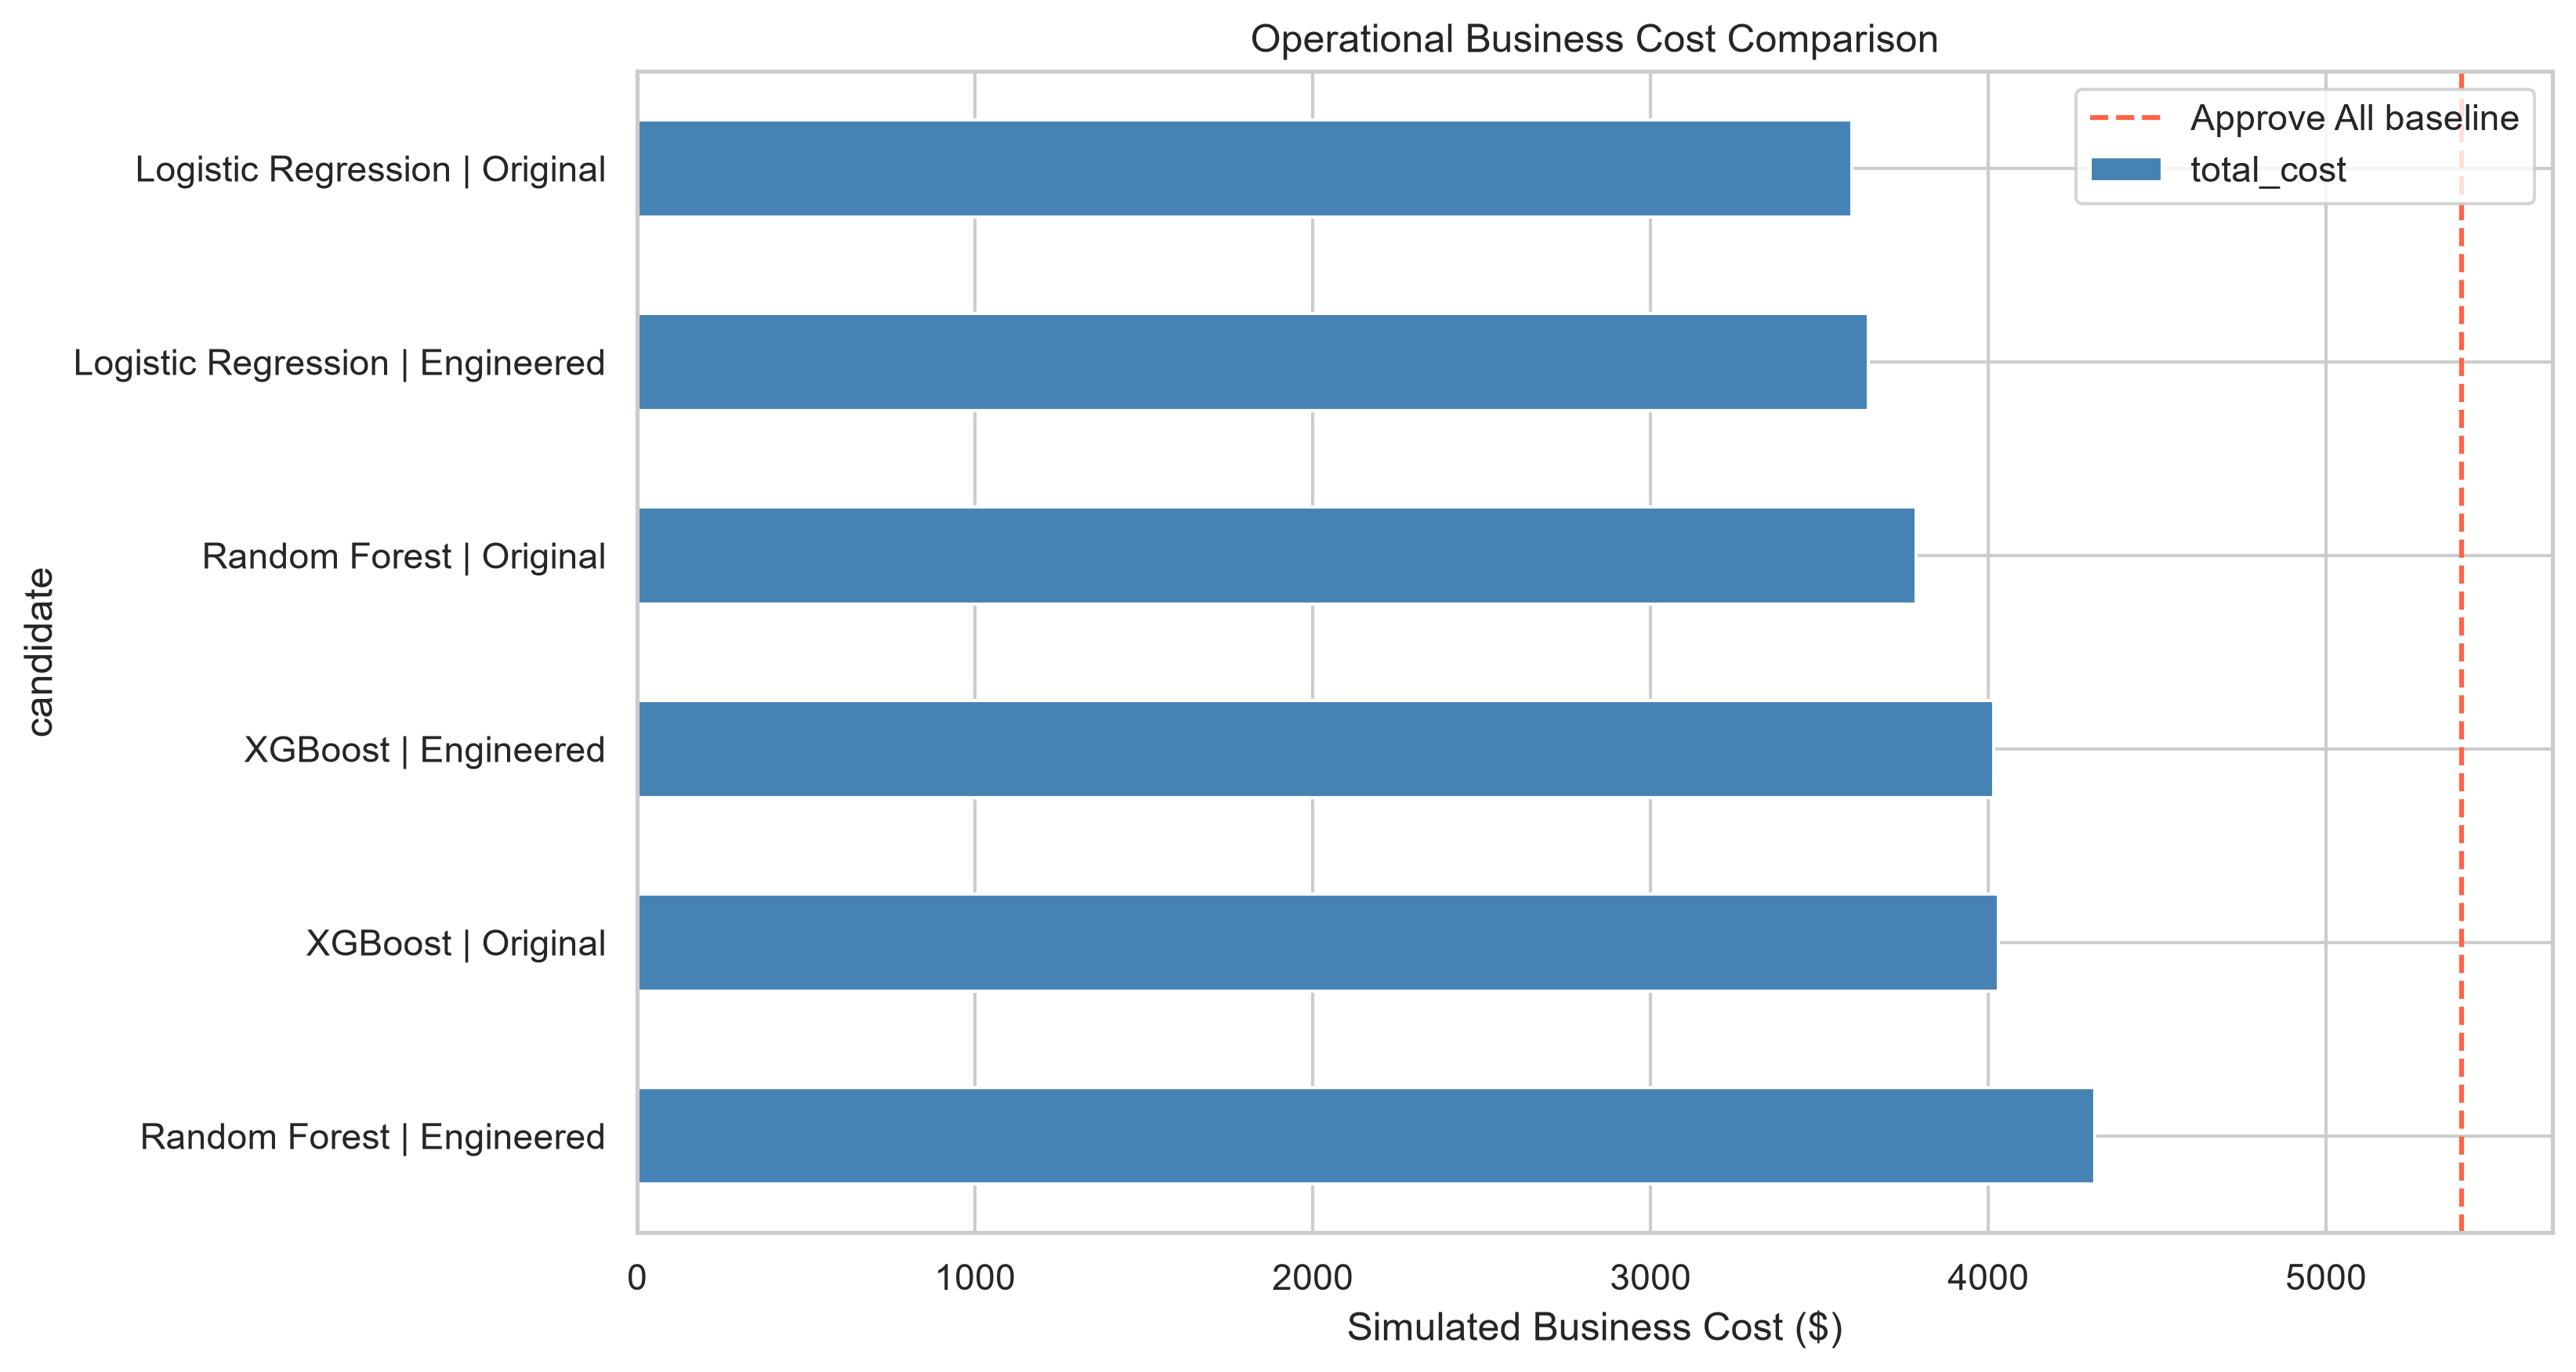 Operational Business Cost Comparison
Approve All baseline
total_cost
candidate
Logistic Regression | Original
Logistic Regression | Engineered
Random Forest | Original
XGBoost | Engineered
XGBoost | Original
Random Forest | Engineered
0 1000 2000 3000 4000 5000
Simulated Business Cost ($)